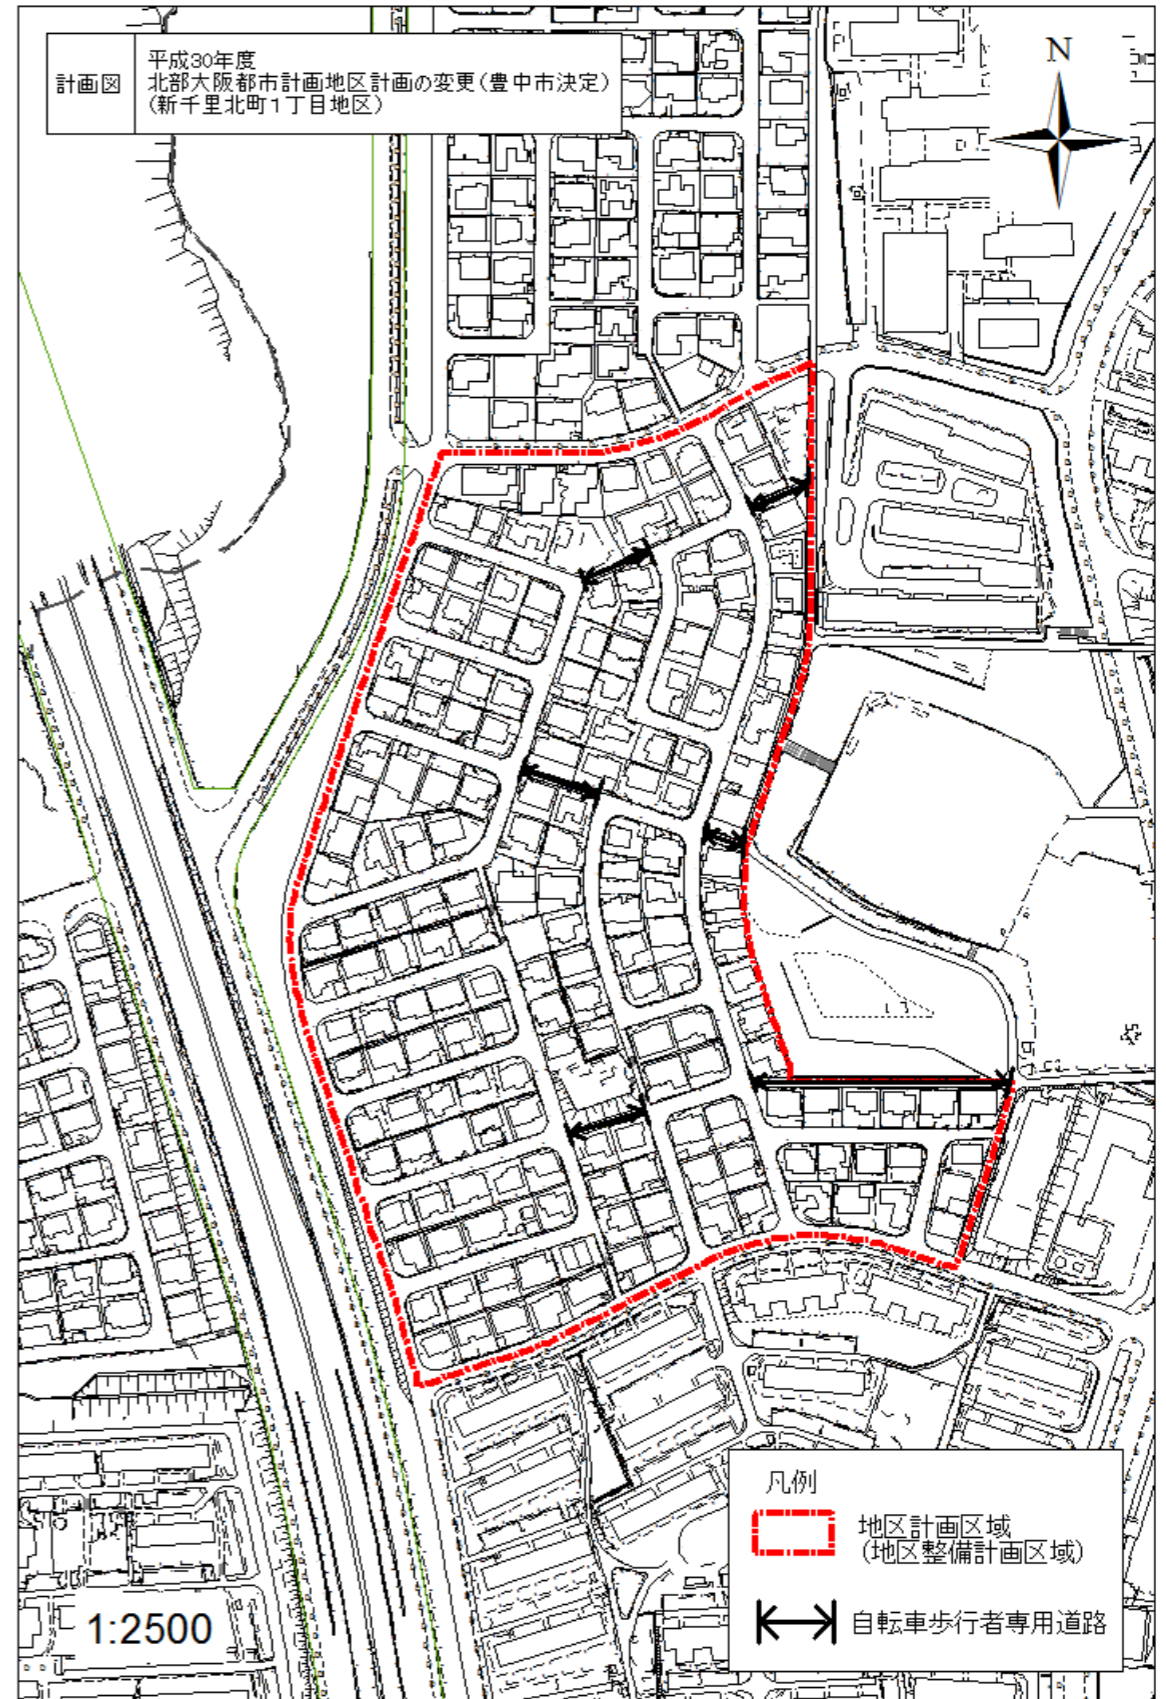 計画図
平成30年度
北部大阪都市計画地区計画の変更(豊中市決定)
(新千里北町1丁目地区)
N
凡例
地区計画区域
(地区整備計画区域)
自転車歩行者専用道路
1:2500